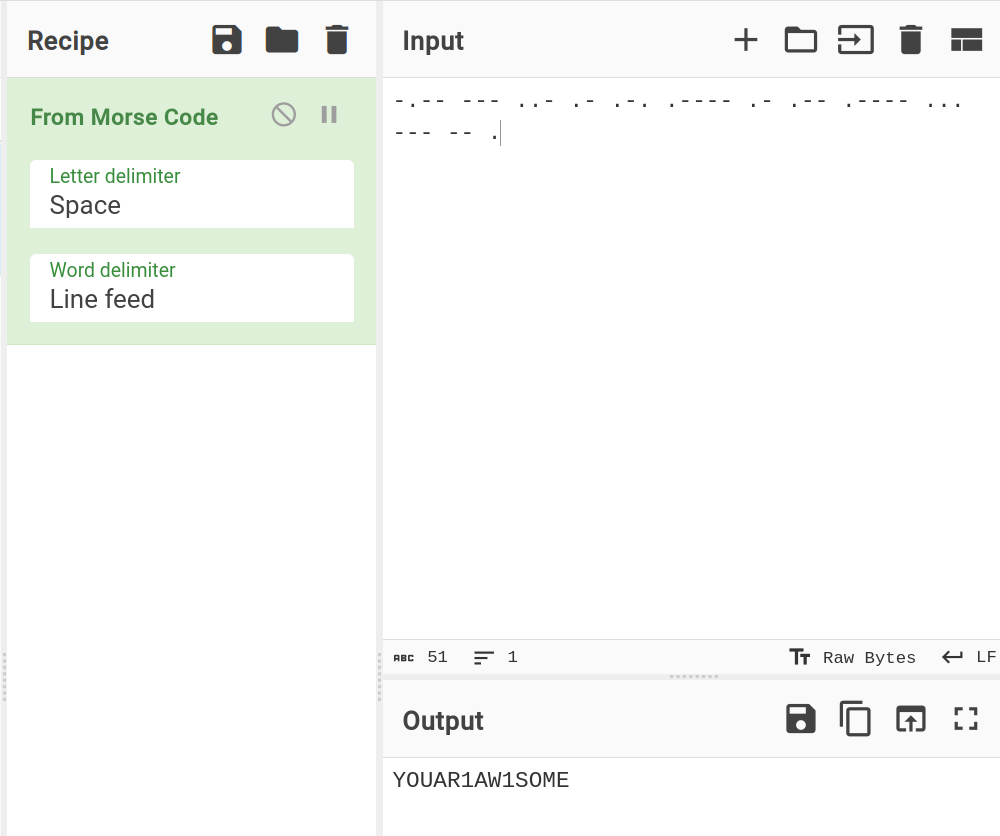 Recipe
From Morse Code
Letter delimiter
Space
Word delimiter
Line feed
Input
-.-- --- ..- .- .-. .---- .- .-- .---- ...
--- -- .
ABC 51 1 Raw Bytes LF
Output
YOUAR1AW1SOME